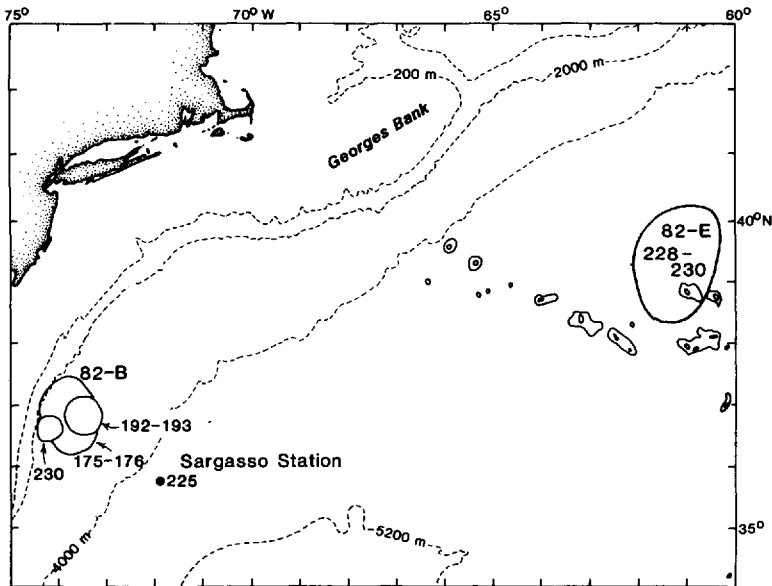 75° 70° W 65° 60°
200 m
2000 m
Georges Bank
40°N
82-E
228-
230
82-B
192-193
175-176
230
Sargasso Station
225
35°
4000 m
5200 m